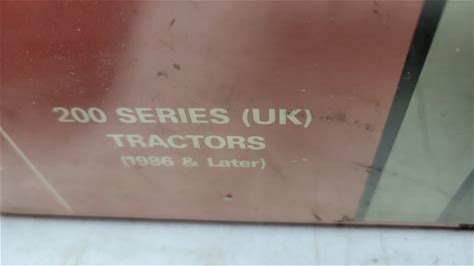 200 SERIES (UK)
TRACTORS
(1986 & Later)